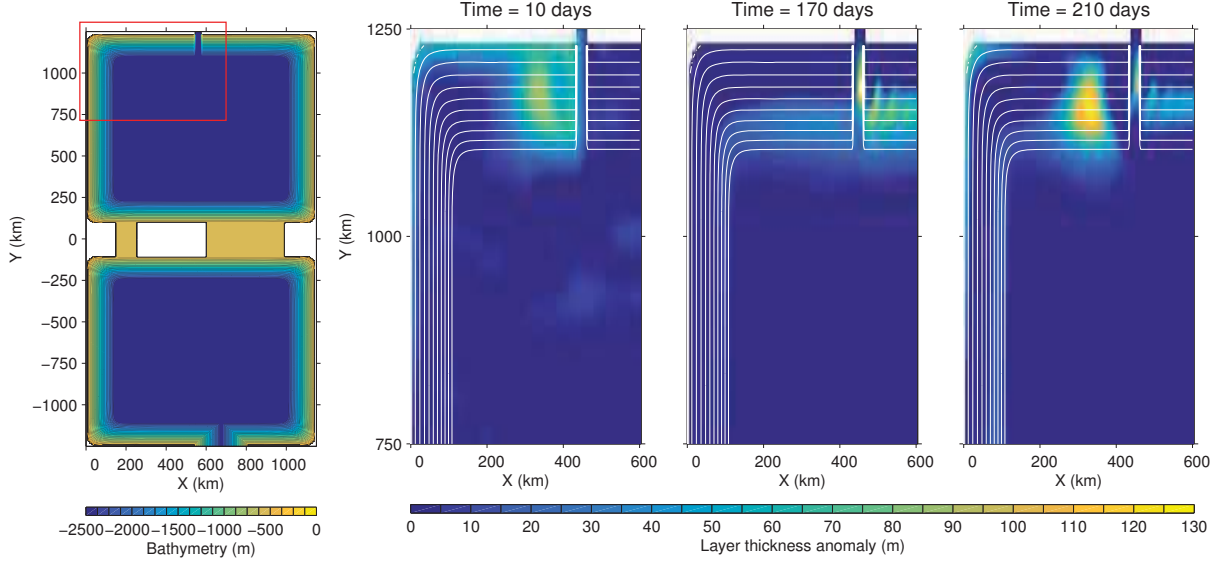 Time = 10 days
Time = 170 days
Time = 210 days
Y (km)
1000
750
500
250
0
−250
−500
−750
−1000
0 200 400 600 800 1000
X (km)
−2500 −2000 −1500 −1000 −500 0
Bathymetry (m)
Y (km)
1250
1000
750
0 200 400 600
X (km)
0 200 400 600
X (km)
0 200 400 600
X (km)
0 10 20 30 40 50 60 70 80 90 100 110 120 130
Layer thickness anomaly (m)